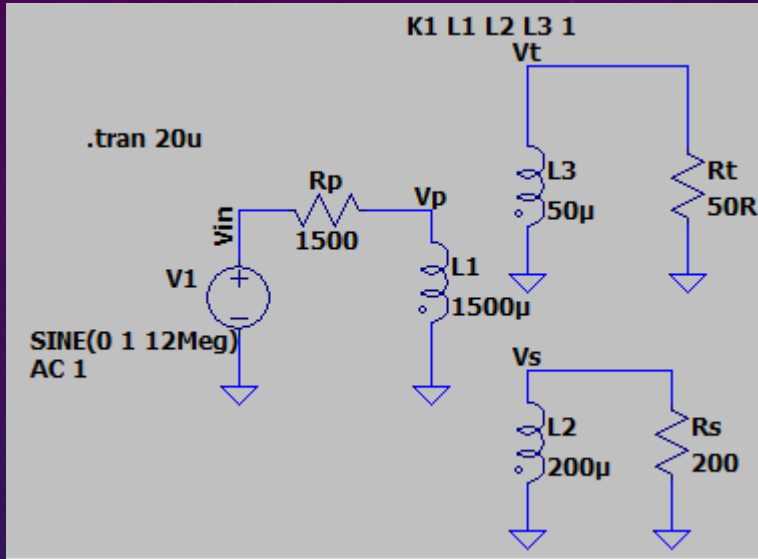 K1 L1 L2 L3 1
Vt
.tran 20u
Rp
Vp
L3
Rt
1500
50µ
50R
Vin
V1
L1
1500µ
SINE(0 1 12Meg)
AC 1
Vs
L2
Rs
200µ
200